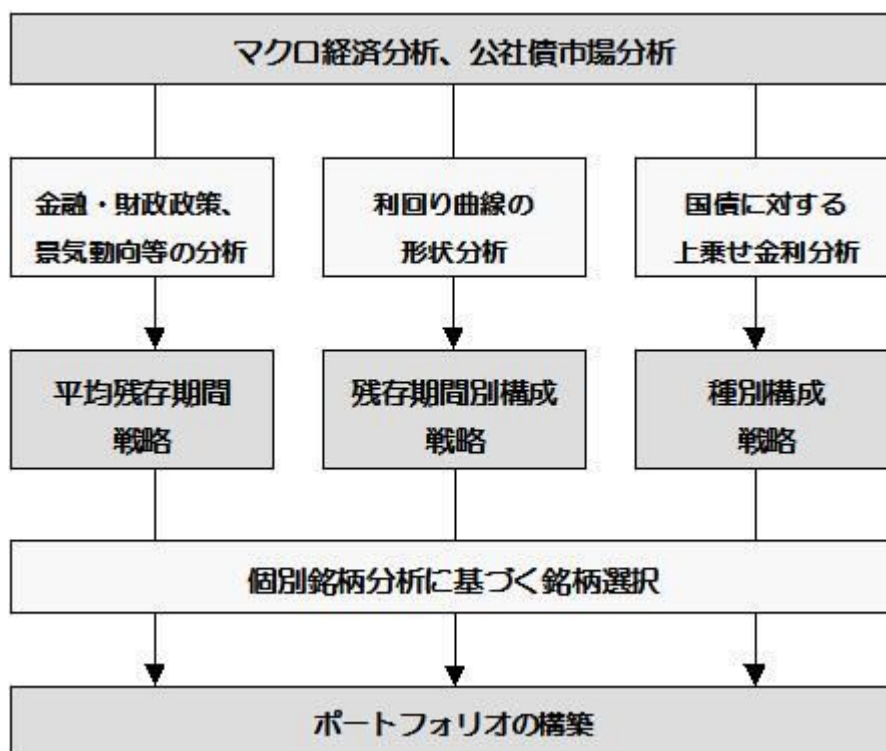 マクロ経済分析、公社債市場分析
金融・財政政策、
景気動向等の分析
利回り曲線の
形状分析
国債に対する
上乗せ金利分析
平均残存期間
戦略
残存期間別構成
戦略
種別構成
戦略
個別銘柄分析に基づく銘柄選択
ポートフォリオの構築